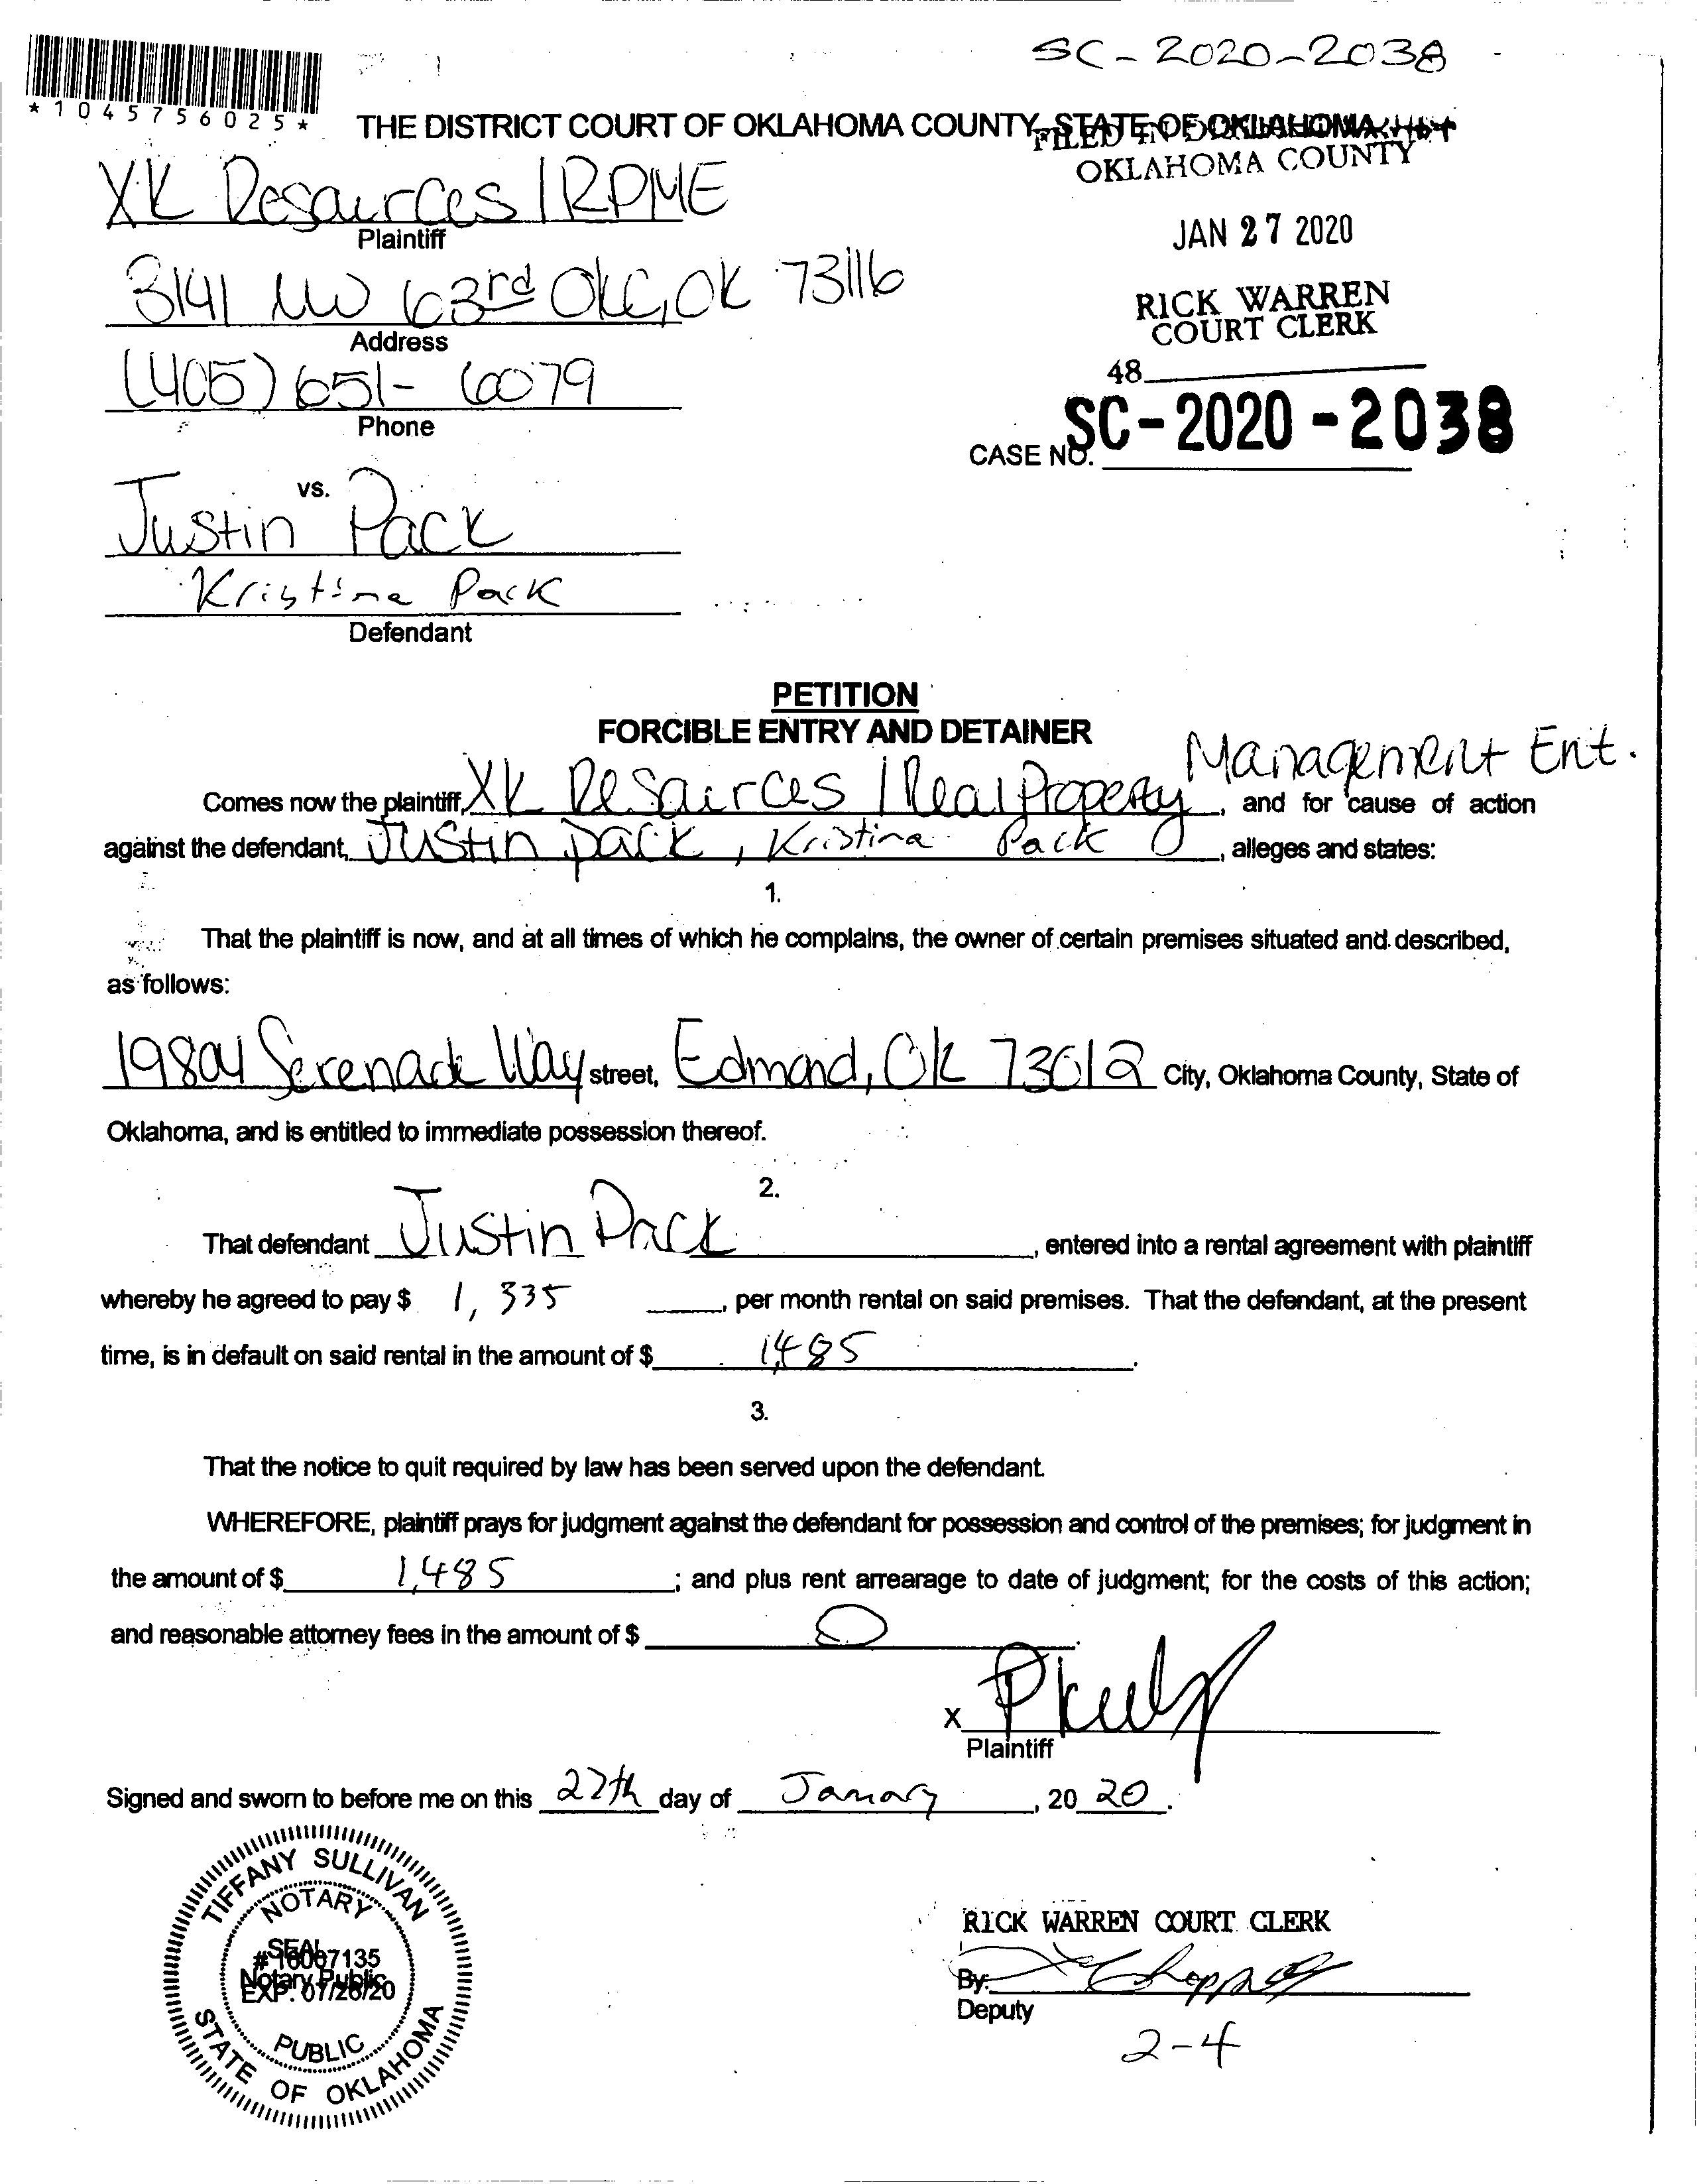 SC-2020-2038
*1045756025*
THE DISTRICT COURT OF OKLAHOMA COUNTY, STATE OF OKLAHOMA
FILED IN DISTRICT COURT
OKLAHOMA COUNTY
XK Resources / RPME
Plaintiff
JAN 27 2020
3141 NW 63rd OKC, OK 73116
Address
RICK WARREN
COURT CLERK
(405) 651-6079
Phone
48
CASE NO. SC-2020-2038
vs.
Justin Pack
Kristina Pack
Defendant
PETITION
FORCIBLE ENTRY AND DETAINER
Comes now the plaintiff, XK Resources / Real Property Management Ent. , and for cause of action
against the defendant, Justin Pack, Kristina Pack , alleges and states:
1.
That the plaintiff is now, and at all times of which he complains, the owner of certain premises situated and described,
as follows:
19804 Serenade Way street, Edmond, OK 73012 City, Oklahoma County, State of
Oklahoma, and is entitled to immediate possession thereof.
2.
That defendant Justin Pack , entered into a rental agreement with plaintiff
whereby he agreed to pay $ 1,335 , per month rental on said premises. That the defendant, at the present
time, is in default on said rental in the amount of $ 1,485 .
3.
That the notice to quit required by law has been served upon the defendant.
WHEREFORE, plaintiff prays for judgment against the defendant for possession and control of the premises; for judgment in
the amount of $ 1,485 ; and plus rent arrearage to date of judgment; for the costs of this action;
and reasonable attorney fees in the amount of $ 0 .
X
Plaintiff
Signed and sworn to before me on this 27th day of January , 20 20 .
TIFFANY SULLIVAN
NOTARY
SEAL
#16007135
Notary Public
EXP. 07/26/20
PUBLIC
STATE OF OKLAHOMA
RICK WARREN COURT CLERK
By:
Deputy
2-4